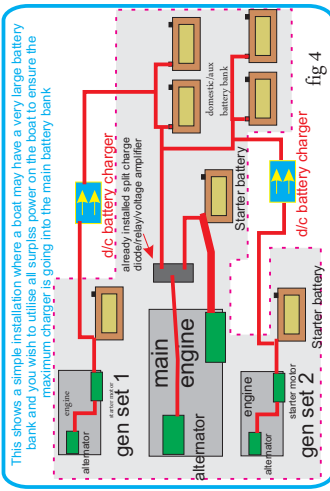 This shows a simple installation where a boat may have a very large battery
bank and you wish to utilise all surpliss power on the boat to ensure the
maximum charger is going into the main battery bank
d/c battery charger
already installed split charge
diode/relay/voltage amplifier
domestic/aux
battery bank
engine
alternator
starter motor
gen set 1
main
engine
alternator
Starter battery
engine
alternator
starter motor
gen set 2
Starter battery
d/c battery charger
fig 4